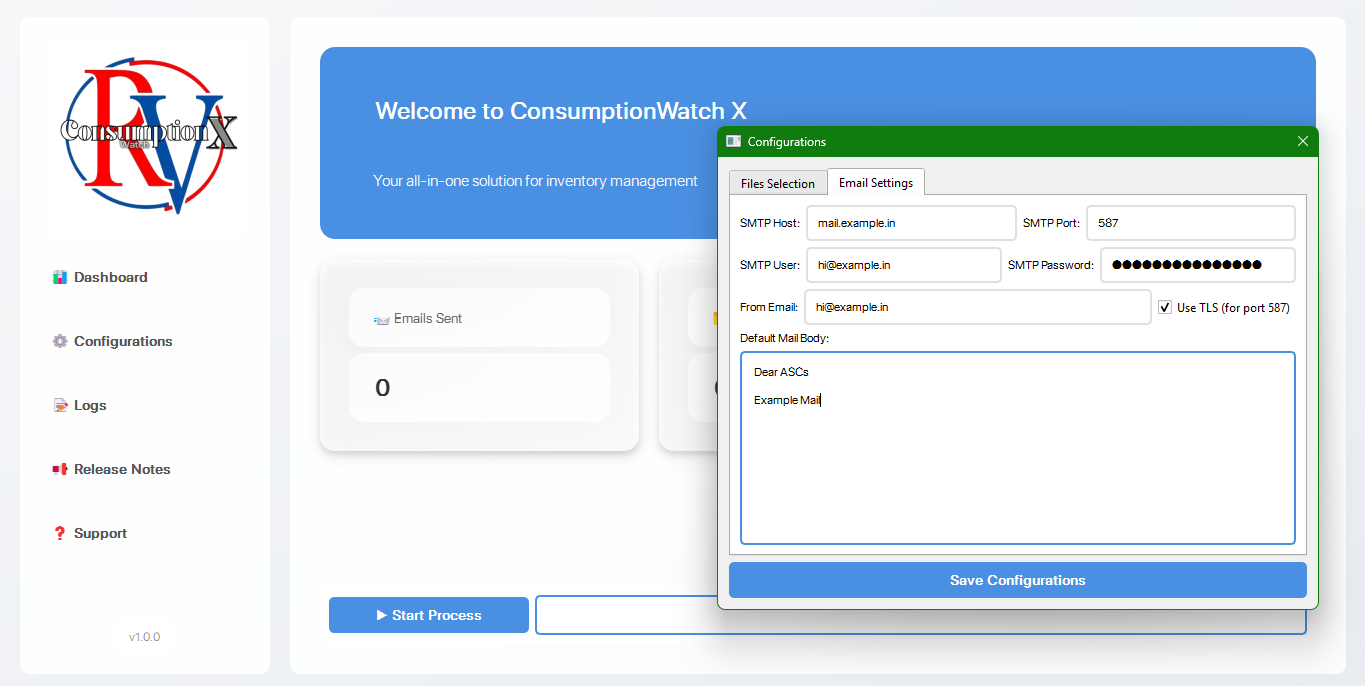 RV
Consumption X
Watch
Dashboard
Configurations
Logs
Release Notes
Support
v1.0.0
Welcome to ConsumptionWatch X
Your all-in-one solution for inventory management
Emails Sent
0
▶ Start Process
Configurations
Files Selection
Email Settings
SMTP Host: mail.example.in SMTP Port: 587
SMTP User: hi@example.in SMTP Password: ●●●●●●●●●●●●●●●
From Email: hi@example.in Use TLS (for port 587)
Default Mail Body:
Dear ASCs
Example Mail
Save Configurations